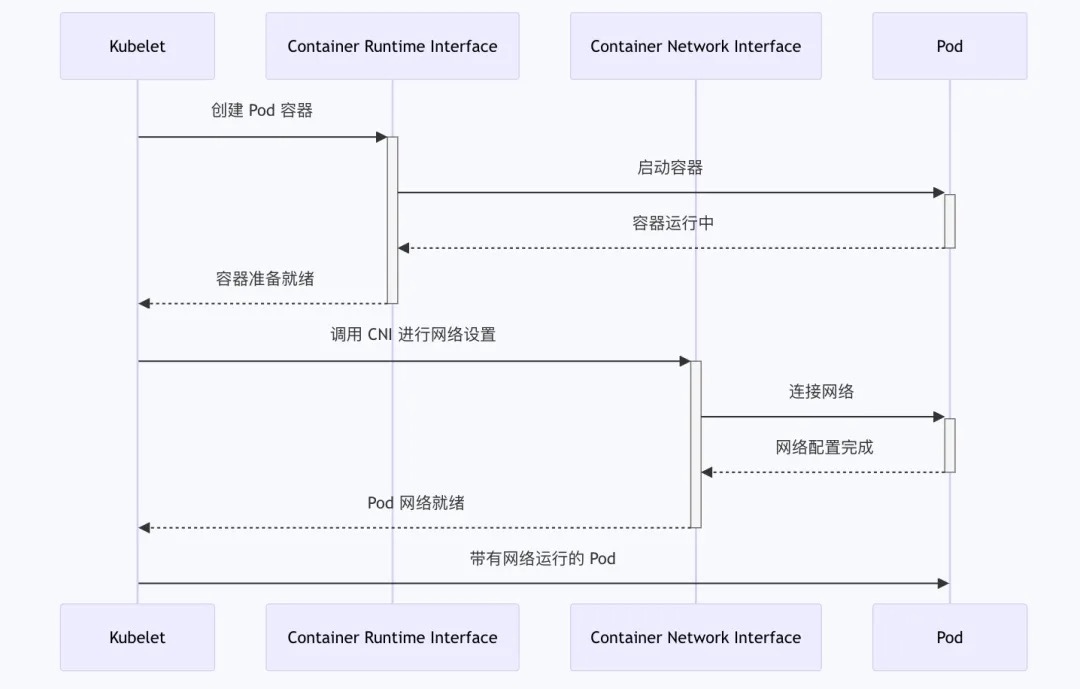 Kubelet
Container Runtime Interface
Container Network Interface
Pod
创建 Pod 容器
启动容器
容器运行中
容器准备就绪
调用 CNI 进行网络设置
连接网络
网络配置完成
Pod 网络就绪
带有网络运行的 Pod
Kubelet
Container Runtime Interface
Container Network Interface
Pod